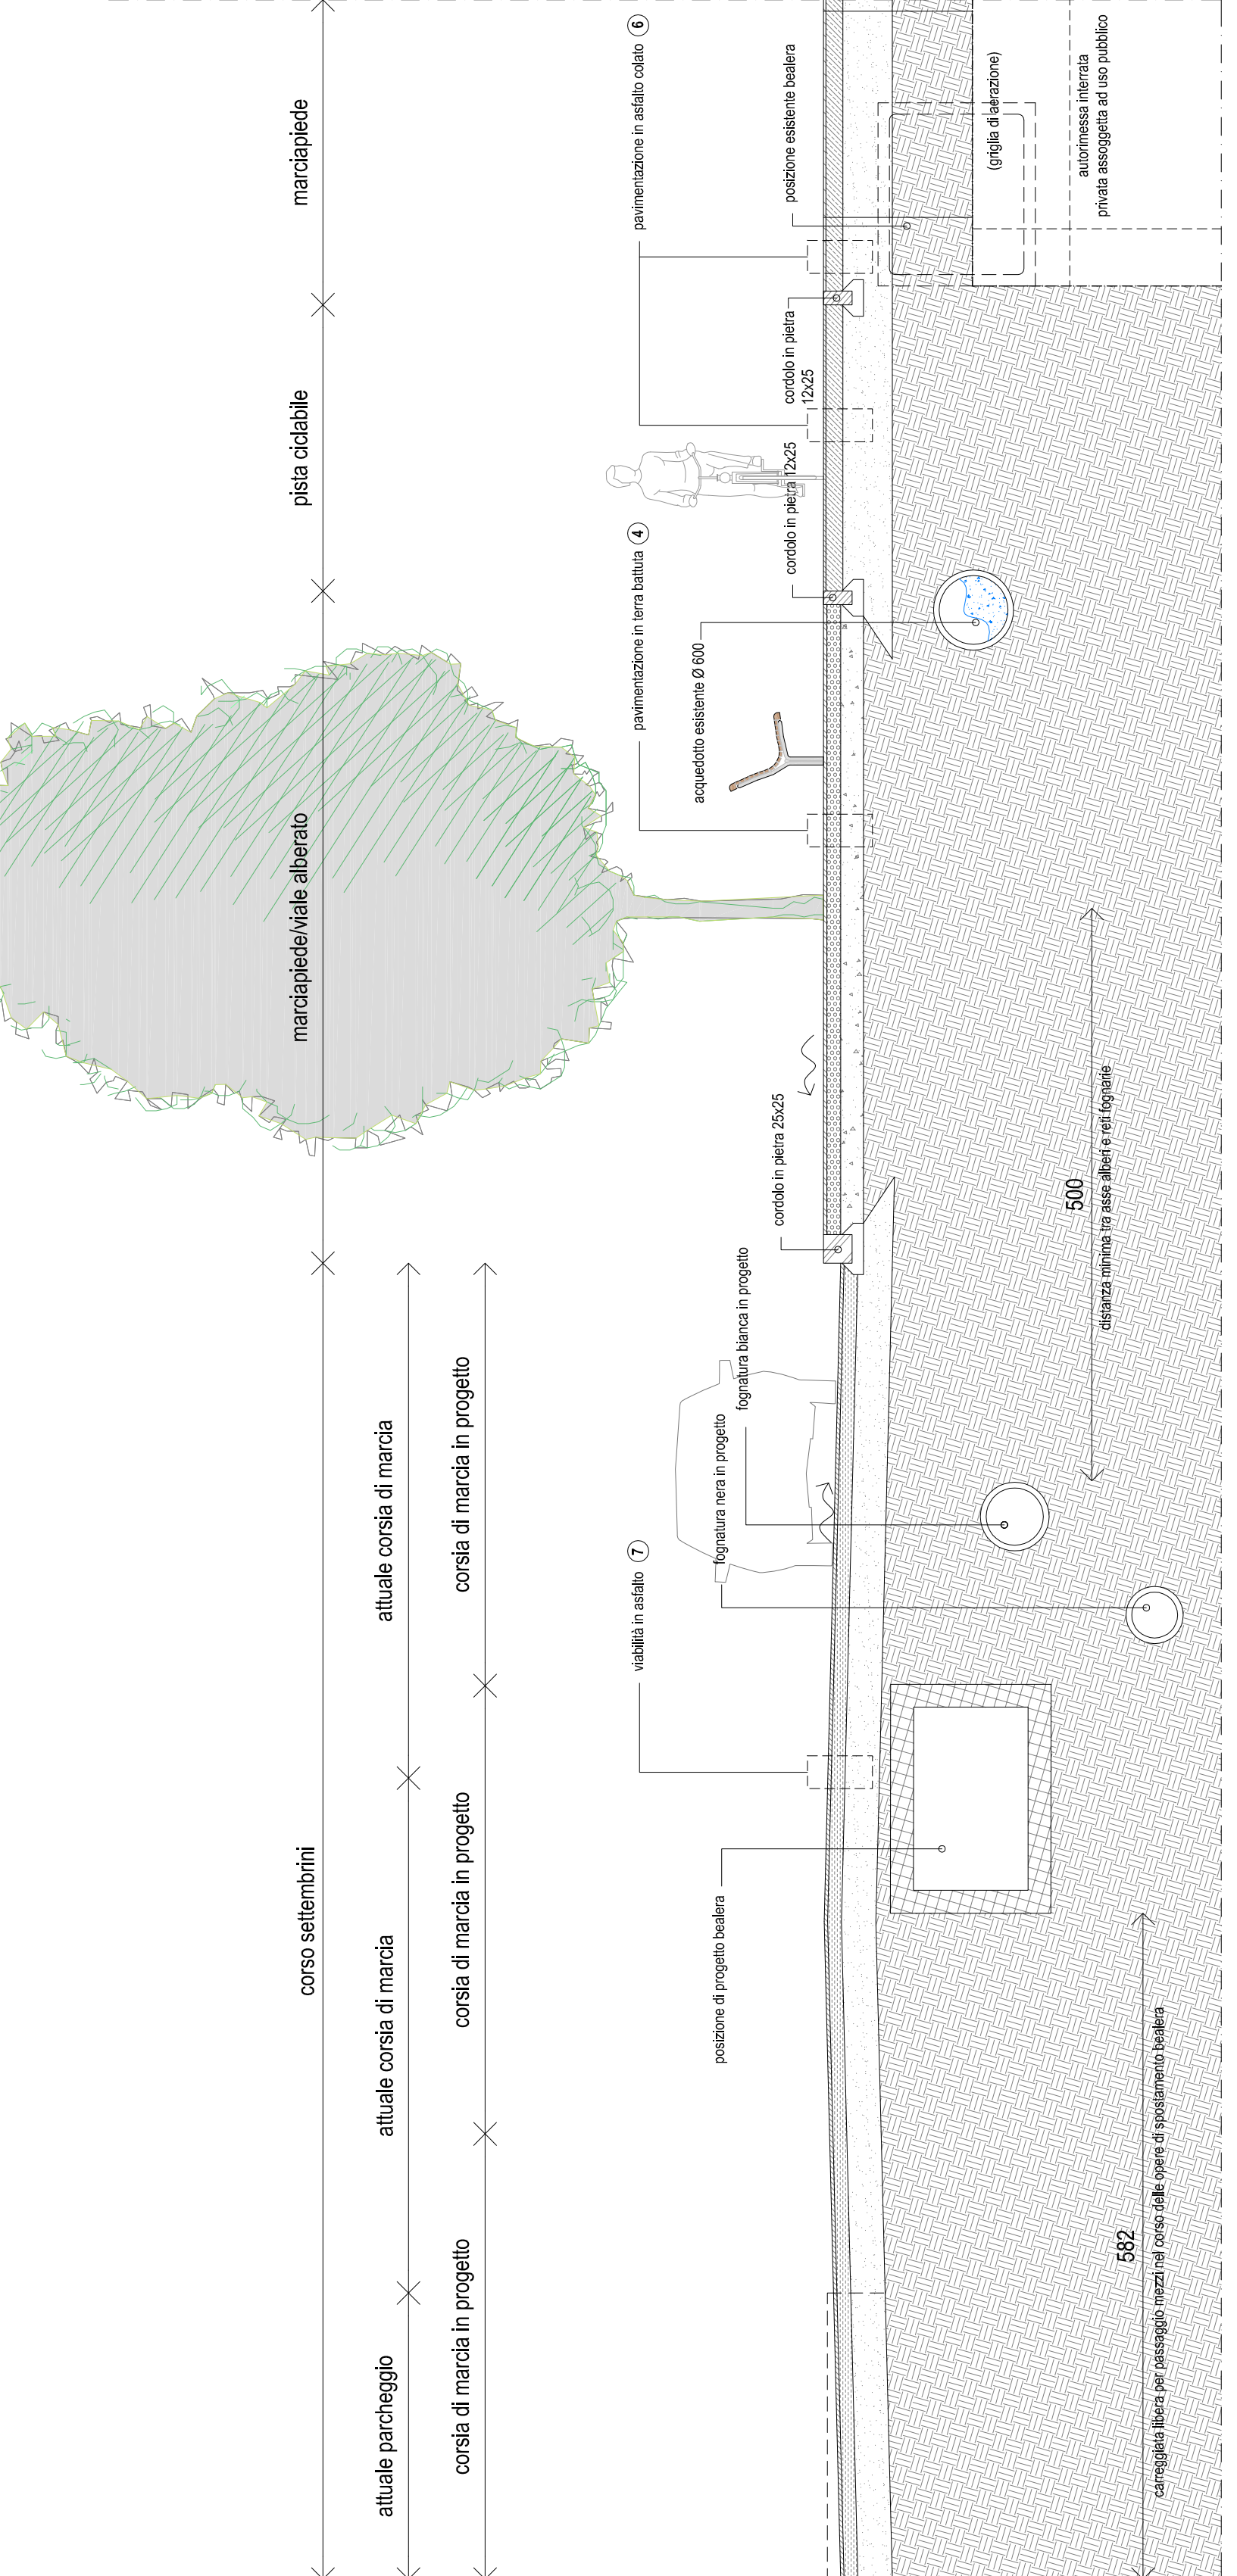 corso settembrini
marciapiede/viale alberato
pista ciclabile
marciapiede
attuale parcheggio
attuale corsia di marcia
attuale corsia di marcia
corsia di marcia in progetto
corsia di marcia in progetto
corsia di marcia in progetto
viabilità in asfalto 7
pavimentazione in terra battuta 4
pavimentazione in asfalto colato 6
acquedotto esistente Ø 600
posizione di progetto bealera
fognatura nera in progetto
fognatura bianca in progetto
cordolo in pietra 25x25
cordolo in pietra 12x25
cordolo in pietra
12x25
posizione esistente bealera
(griglia di aerazione)
autorimessa interrata
privata assoggetta ad uso pubblico
500
distanza minima tra asse alberi e reti fognarie
582
carreggiata libera per passaggio mezzi nel corso delle opere di spostamento bealera